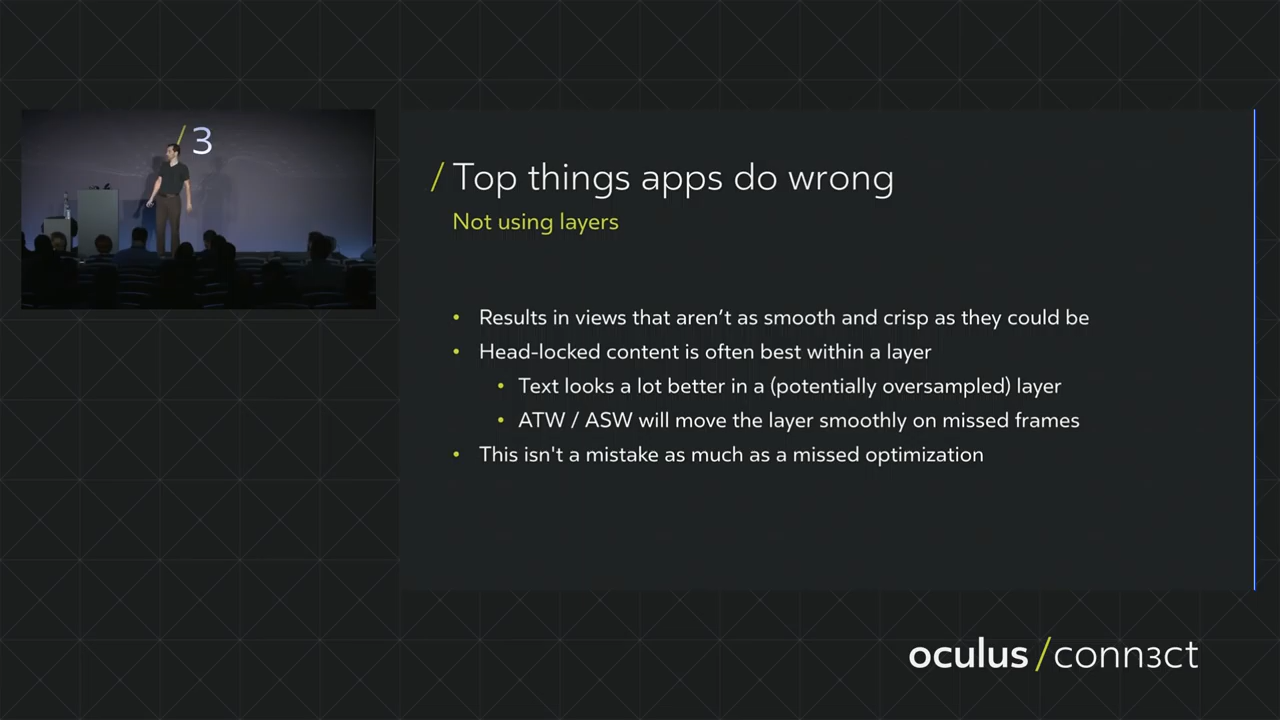 / 3
/ Top things apps do wrong
Not using layers
• Results in views that aren’t as smooth and crisp as they could be
• Head-locked content is often best within a layer
• Text looks a lot better in a (potentially oversampled) layer
• ATW / ASW will move the layer smoothly on missed frames
• This isn't a mistake as much as a missed optimization
oculus / conn3ct